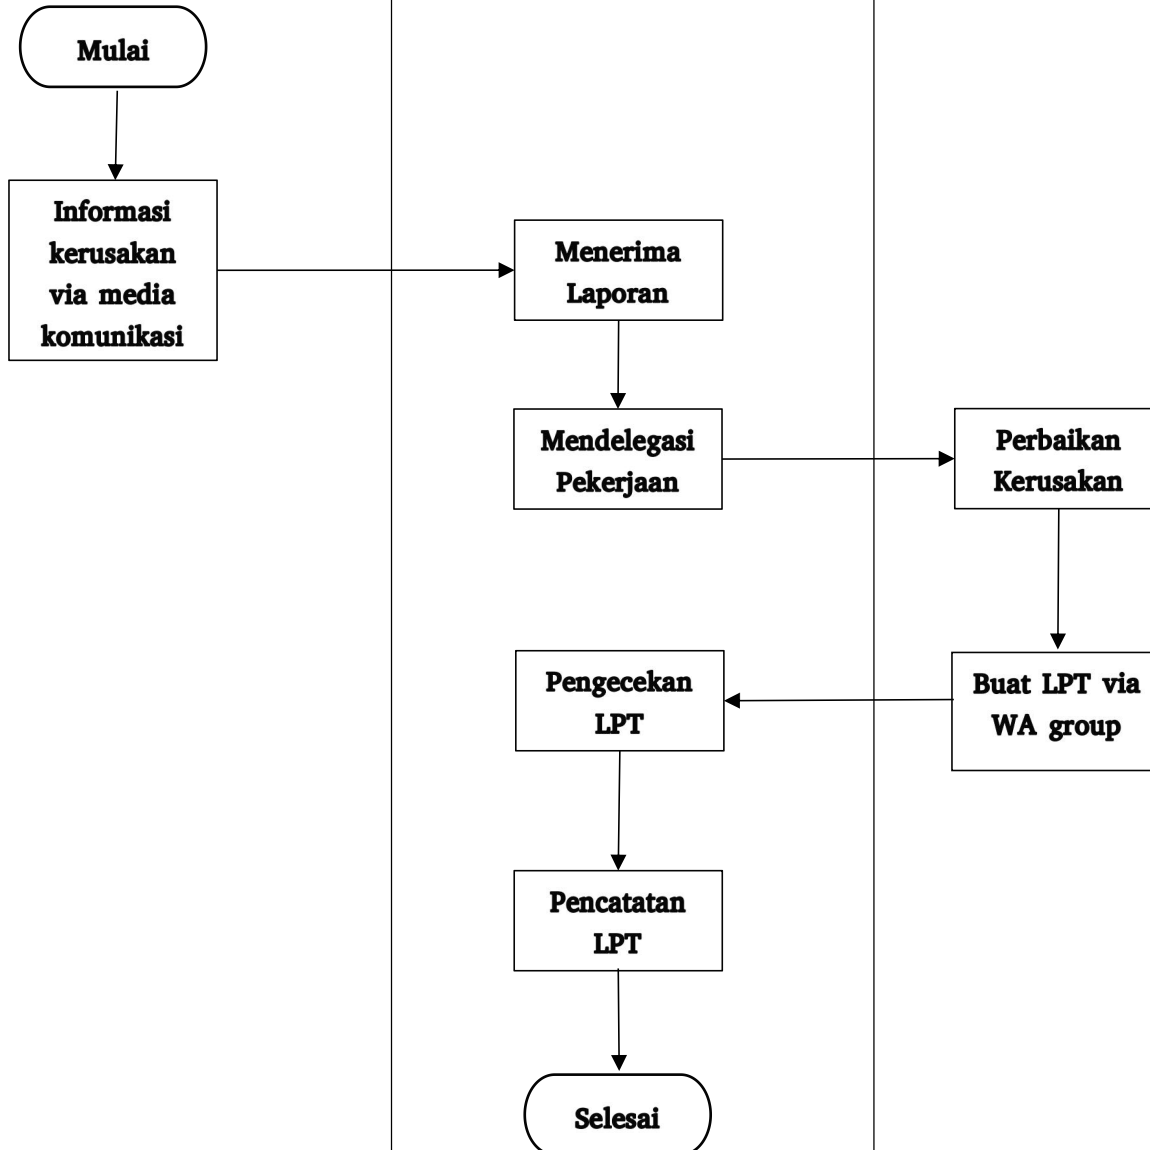 Mulai
Informasi
kerusakan
via media
komunikasi
Menerima
Laporan
Mendelegasi
Pekerjaan
Perbaikan
Kerusakan
Buat LPT via
WA group
Pengecekan
LPT
Pencatatan
LPT
Selesai